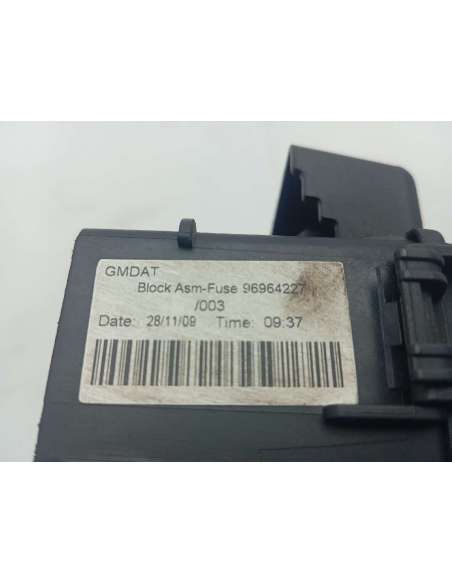 GMDAT
Block Asm-Fuse 96964227
/003
Date: 28/11/09 Time: 09:37